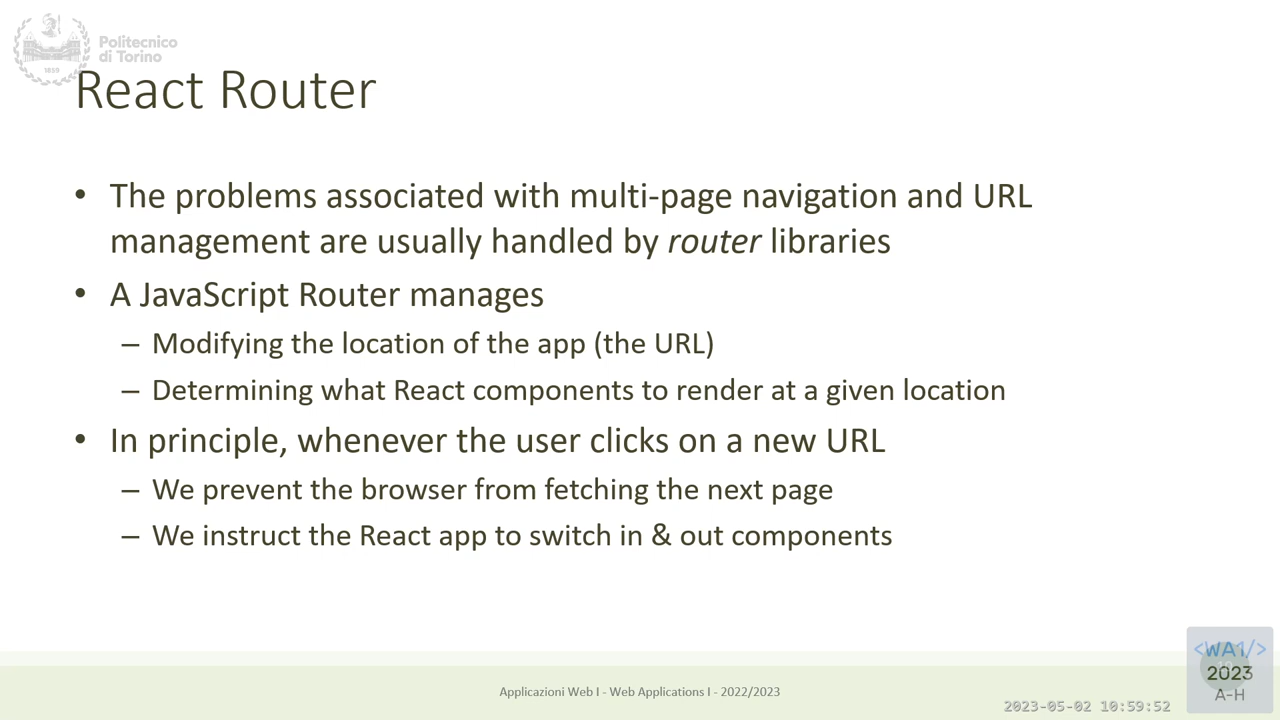 Politecnico
di Torino
1859
React Router
• The problems associated with multi-page navigation and URL
management are usually handled by router libraries
• A JavaScript Router manages
– Modifying the location of the app (the URL)
– Determining what React components to render at a given location
• In principle, whenever the user clicks on a new URL
– We prevent the browser from fetching the next page
– We instruct the React app to switch in & out components
Applicazioni Web I - Web Applications I - 2022/2023
2023-05-02 10:59:52
<WA1/>
2023
A-H